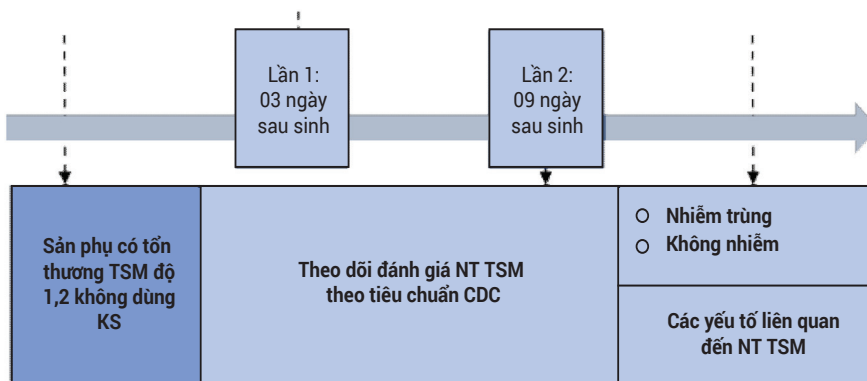 Lần 1:
03 ngày
sau sinh
Lần 2:
09 ngày
sau sinh
Sản phụ có tổn
thương TSM độ
1,2 không dùng
KS
Theo dõi đánh giá NT TSM
theo tiêu chuẩn CDC
Nhiễm trùng
Không nhiễm
Các yếu tố liên quan
đến NT TSM